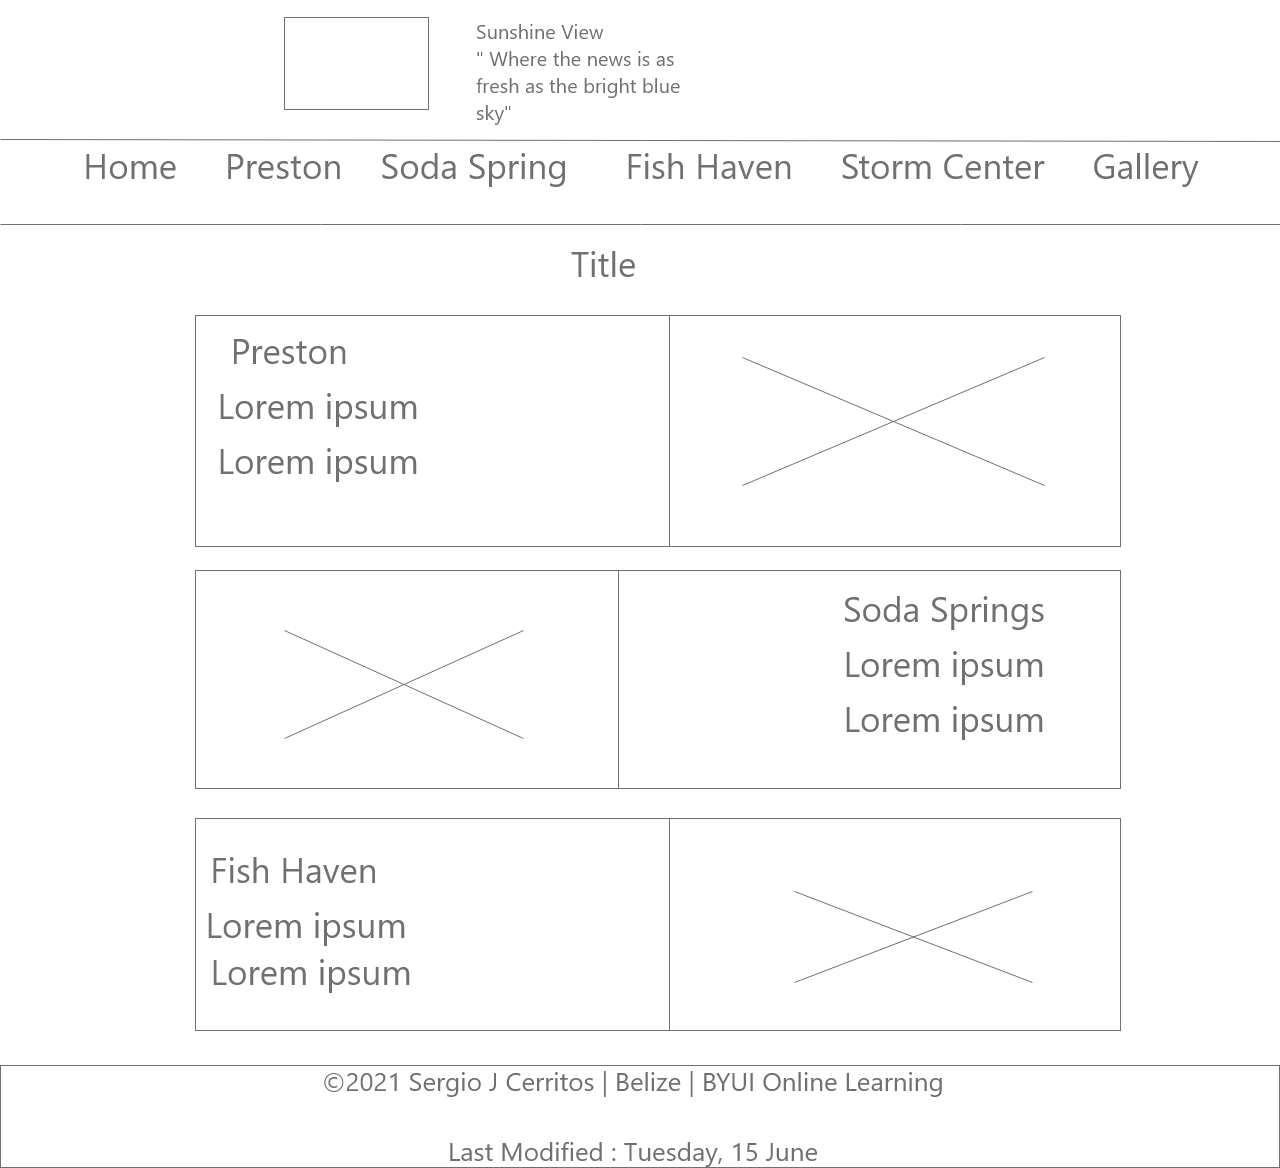 Sunshine View
" Where the news is as
fresh as the bright blue
sky"
Home Preston Soda Spring Fish Haven Storm Center Gallery
Title
Preston
Lorem ipsum
Lorem ipsum
Soda Springs
Lorem ipsum
Lorem ipsum
Fish Haven
Lorem ipsum
Lorem ipsum
©2021 Sergio J Cerritos | Belize | BYUI Online Learning
Last Modified : Tuesday, 15 June